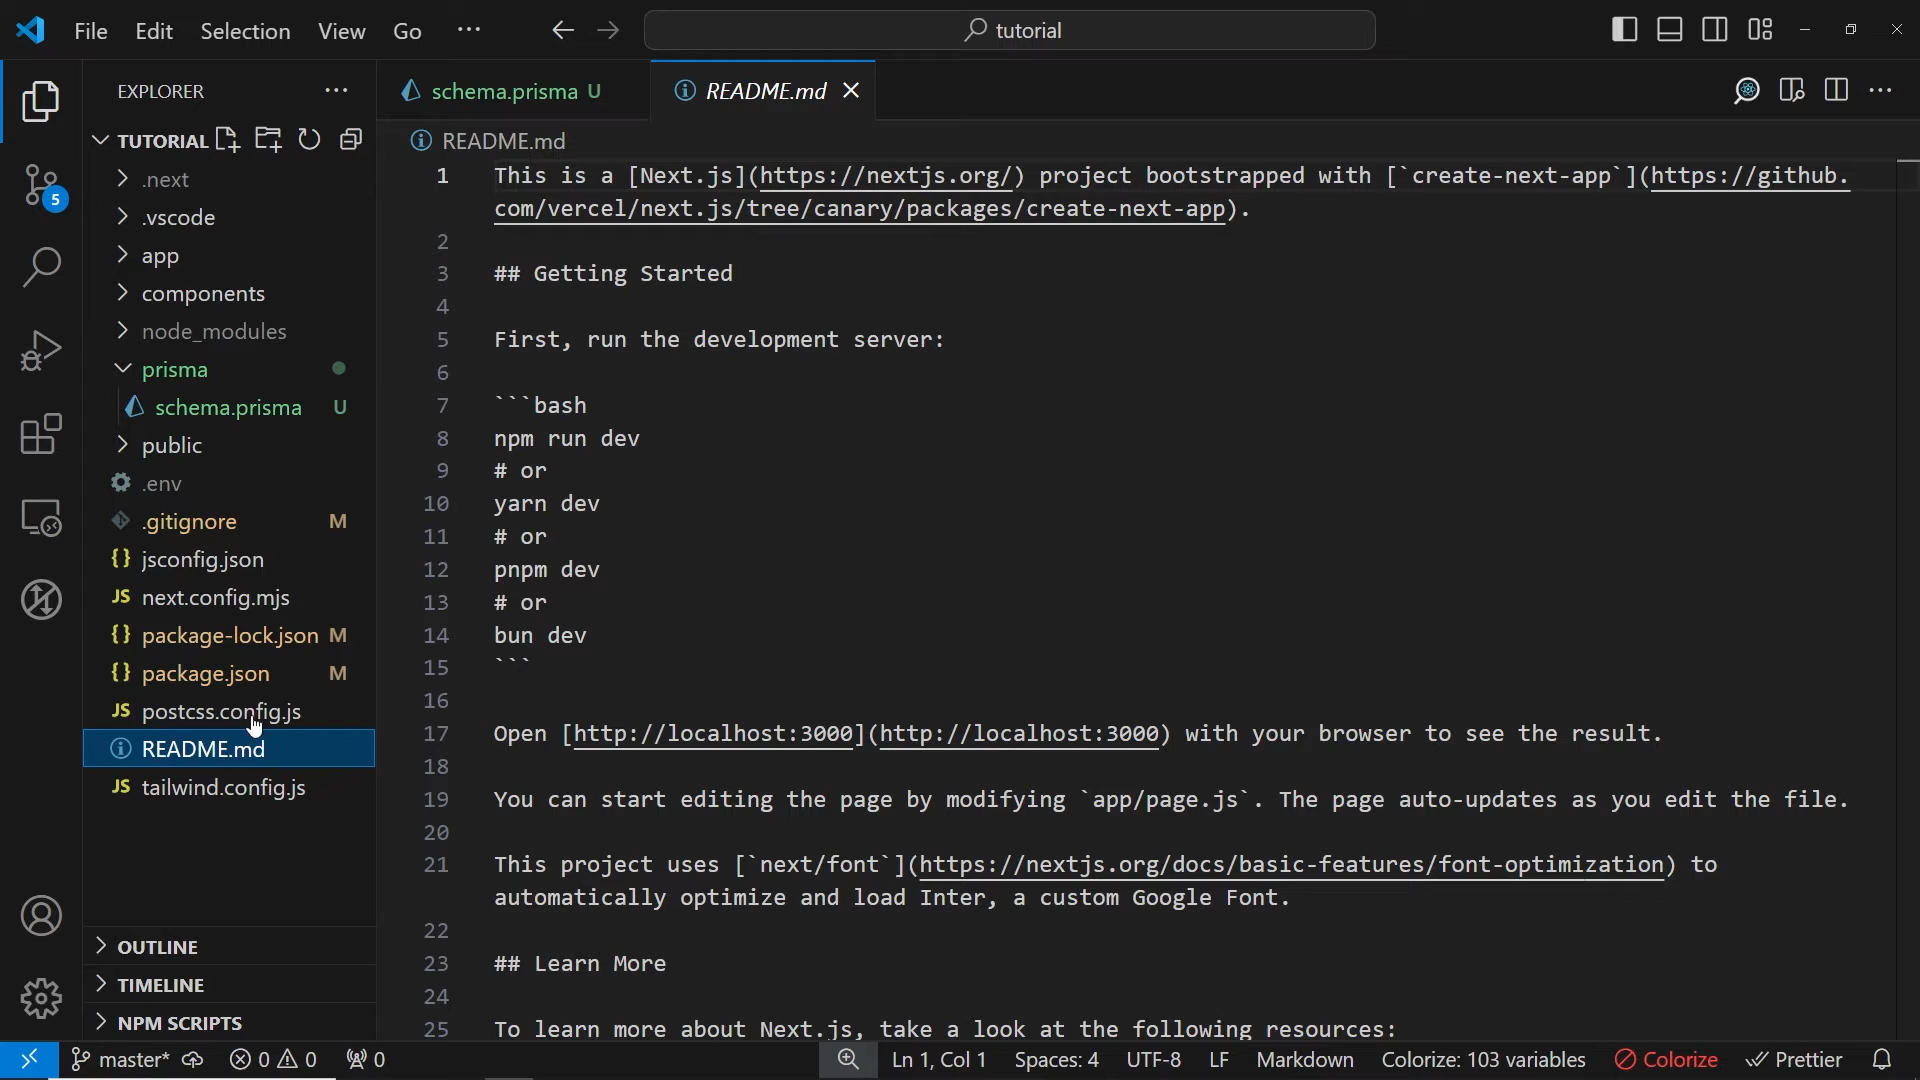 File Edit Selection View Go ··· tutorial
EXPLORER ···
TUTORIAL
.next
.vscode
app
components
node_modules
prisma
schema.prisma U
public
.env
.gitignore M
{} jsconfig.json
JS next.config.mjs
{} package-lock.json M
{} package.json M
JS postcss.config.js
README.md
JS tailwind.config.js
OUTLINE
TIMELINE
NPM SCRIPTS
5
schema.prisma U README.md
README.md
1 This is a [Next.js](https://nextjs.org/) project bootstrapped with [`create-next-app`](https://github.
com/vercel/next.js/tree/canary/packages/create-next-app).
2
3 ## Getting Started
4
5 First, run the development server:
6
7 ```bash
8 npm run dev
9 # or
10 yarn dev
11 # or
12 pnpm dev
13 # or
14 bun dev
15 ```
16
17 Open [http://localhost:3000](http://localhost:3000) with your browser to see the result.
18
19 You can start editing the page by modifying `app/page.js`. The page auto-updates as you edit the file.
20
21 This project uses [`next/font`](https://nextjs.org/docs/basic-features/font-optimization) to
automatically optimize and load Inter, a custom Google Font.
22
23 ## Learn More
24
25 To learn more about Next.js, take a look at the following resources:
master* 0 0 0 Ln 1, Col 1 Spaces: 4 UTF-8 LF Markdown Colorize: 103 variables Colorize Prettier